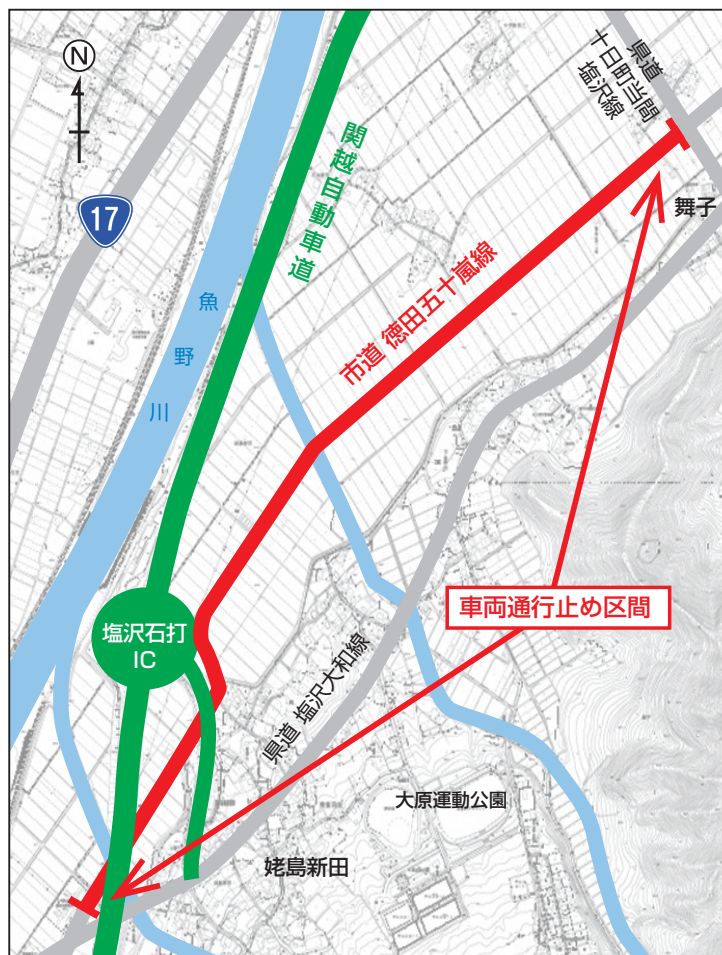 N
県道
十日町当間
塩沢線
関越自動車道
17
舞子
魚野川
市道 徳田五十嵐線
車両通行止め区間
塩沢石打
IC
県道 塩沢大和線
大原運動公園
姥島新田